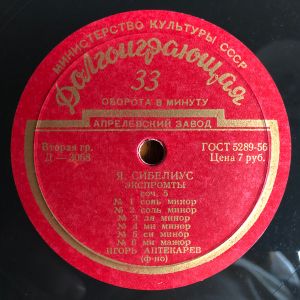 МИНИСТЕРСТВО КУЛЬТУРЫ СССР
Долгоиграющая
33
ОБОРОТА В МИНУТУ
АПРЕЛЕВСКИЙ ЗАВОД
Вторая гр. ГОСТ 5289-56
Д — 3068 Цена 7 руб.
Я. СИБЕЛИУС
ЭКСПРОМТЫ
соч. 5
№ 1 соль минор
№ 2 соль минор
№ 3 ля минор
№ 4 ми минор
№ 5 си минор
№ 6 ми мажор
ИГОРЬ АПТЕКАРЕВ
(ф-но)